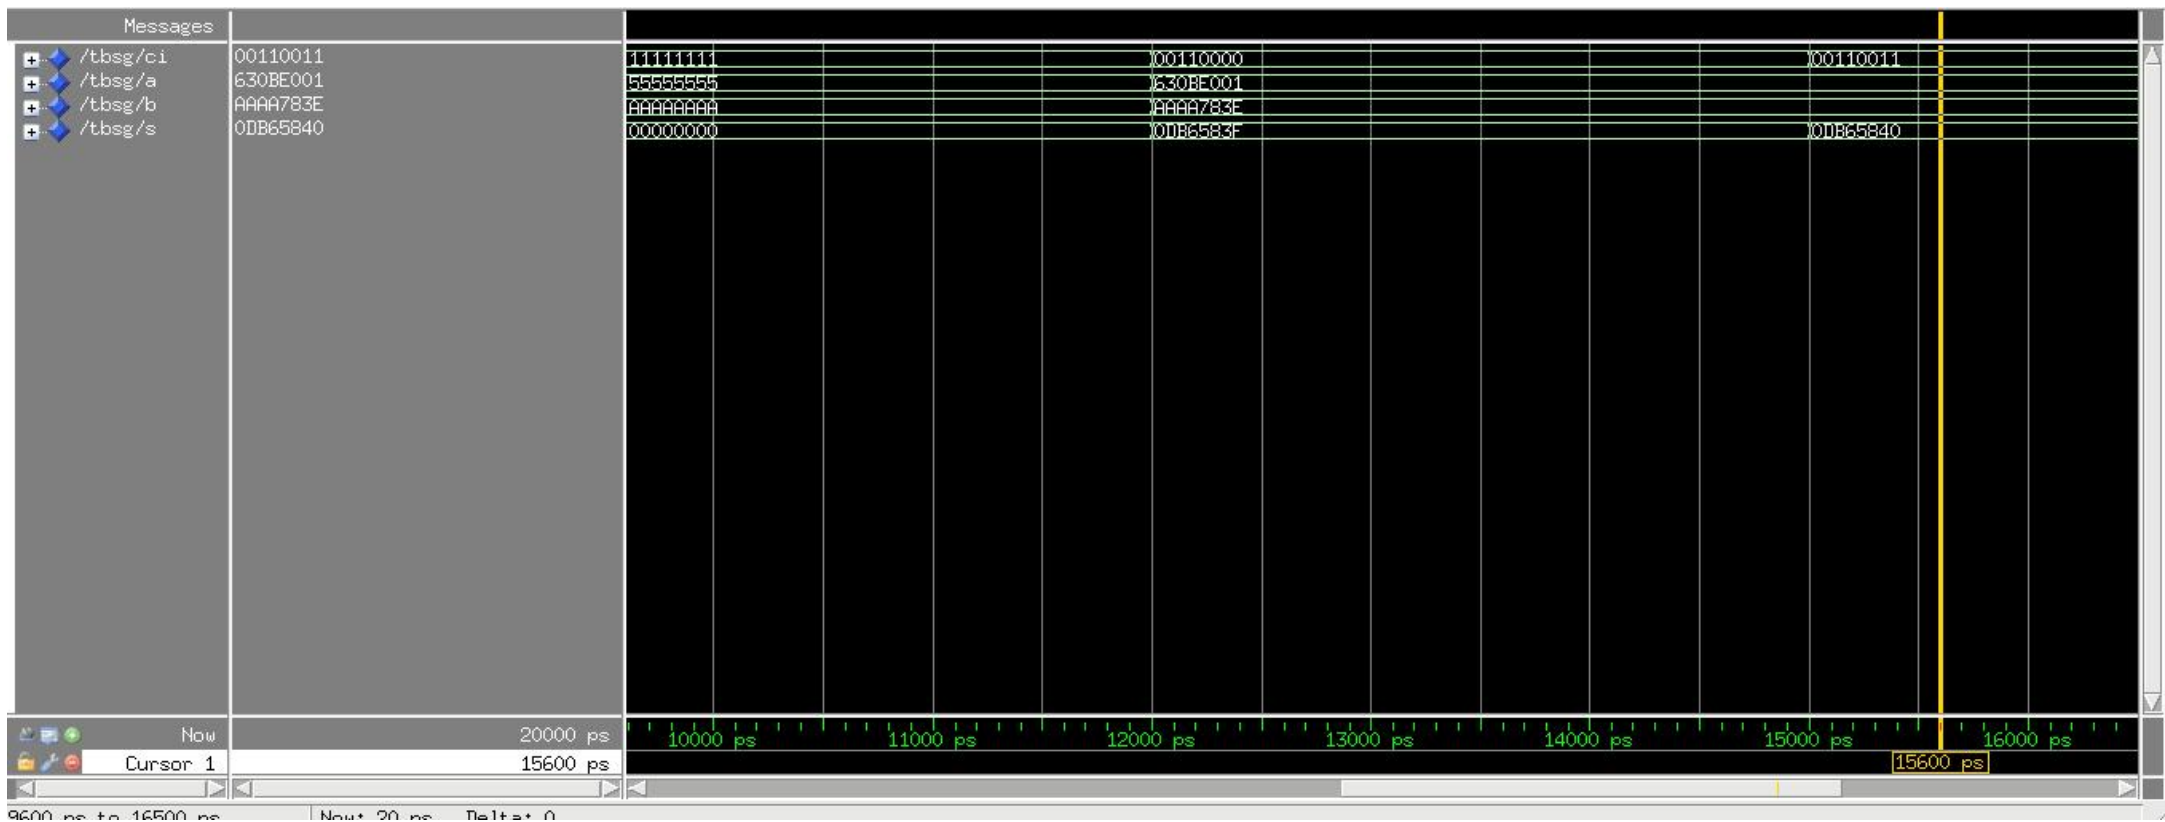 Messages
/tbsg/ci 00110011 11111111 00110000 00110011
/tbsg/a 630BE001 55555555 630BE001
/tbsg/b AAAA783E AAAAAAAA AAAA783E
/tbsg/s 0DB65840 00000000 0DB6583F 0DB65840
Now 20000 ps 10000 ps 11000 ps 12000 ps 13000 ps 14000 ps 15000 ps 16000 ps
Cursor 1 15600 ps 15600 ps
9600 ps to 16500 ps Now: 20 ns Delta: 0